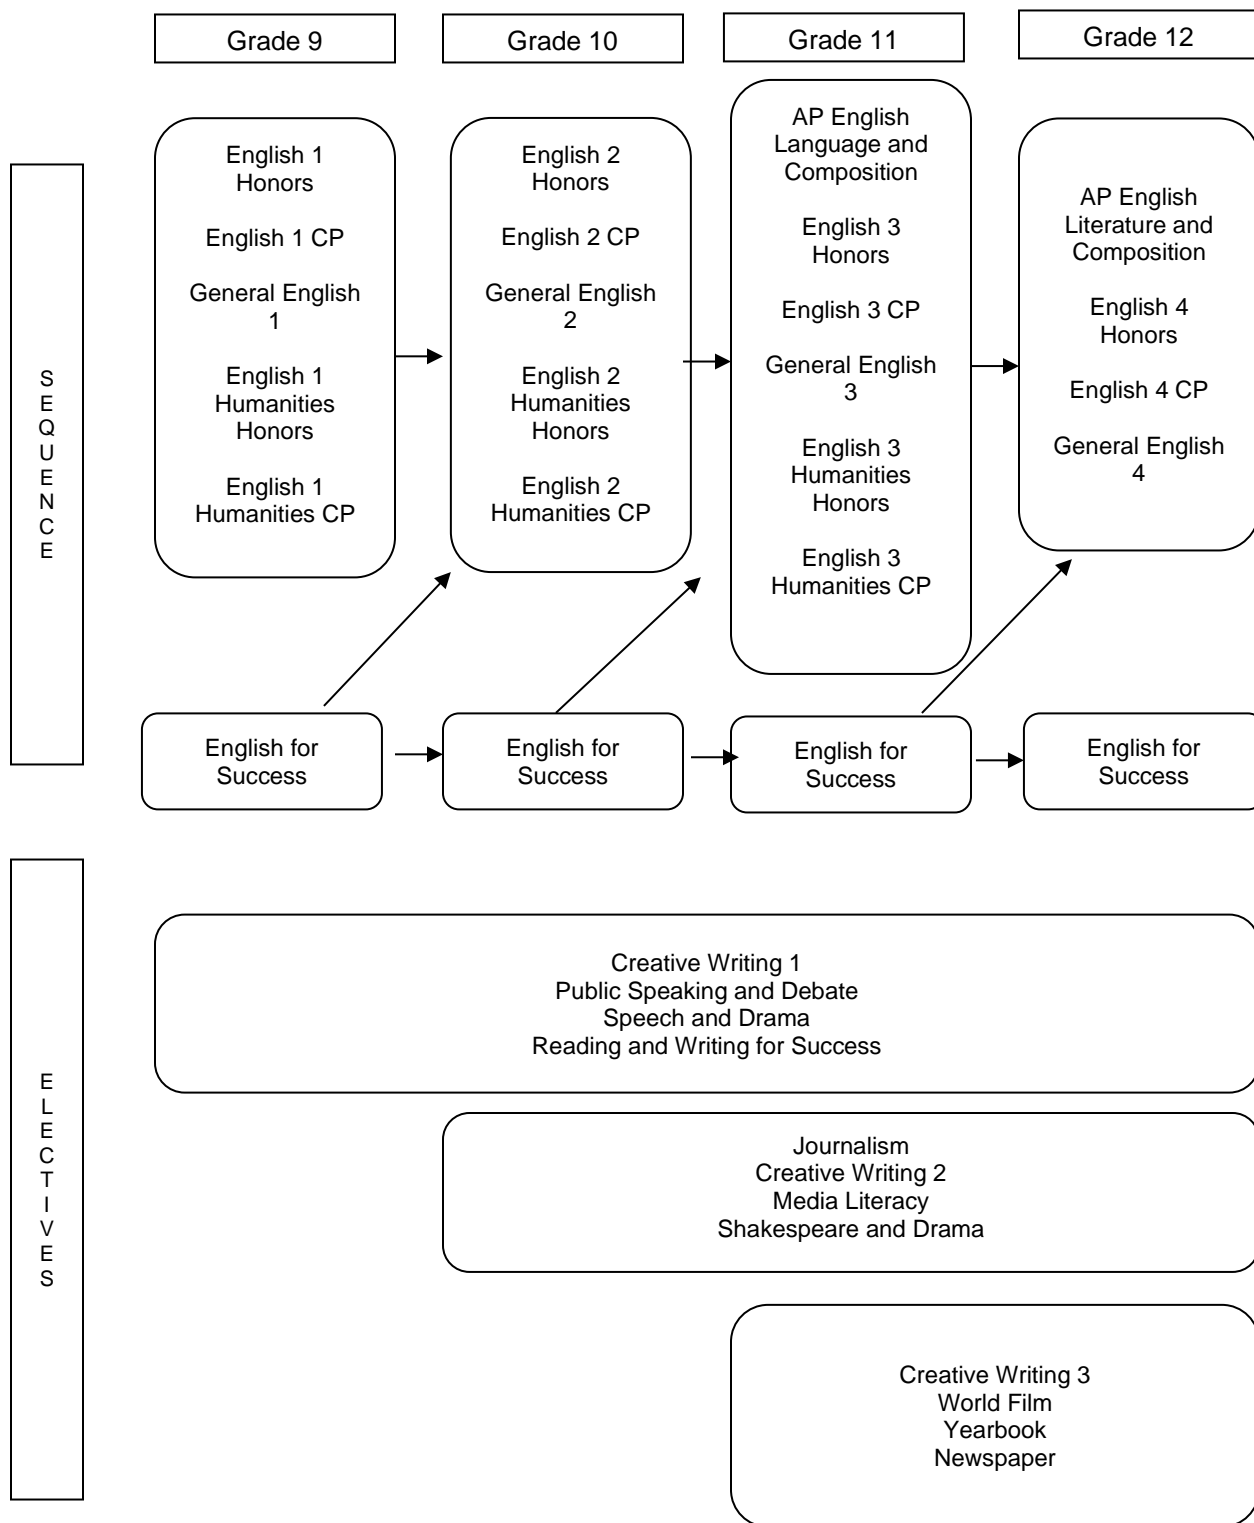 Grade 9
Grade 10
Grade 11
Grade 12
SEQUENCE
English 1
Honors
English 1 CP
General English
1
English 1
Humanities
Honors
English 1
Humanities CP
English 2
Honors
English 2 CP
General English
2
English 2
Humanities
Honors
English 2
Humanities CP
AP English
Language and
Composition
English 3
Honors
English 3 CP
General English
3
English 3
Humanities
Honors
English 3
Humanities CP
AP English
Literature and
Composition
English 4
Honors
English 4 CP
General English
4
English for
Success
English for
Success
English for
Success
English for
Success
ELECTIVES
Creative Writing 1
Public Speaking and Debate
Speech and Drama
Reading and Writing for Success
Journalism
Creative Writing 2
Media Literacy
Shakespeare and Drama
Creative Writing 3
World Film
Yearbook
Newspaper